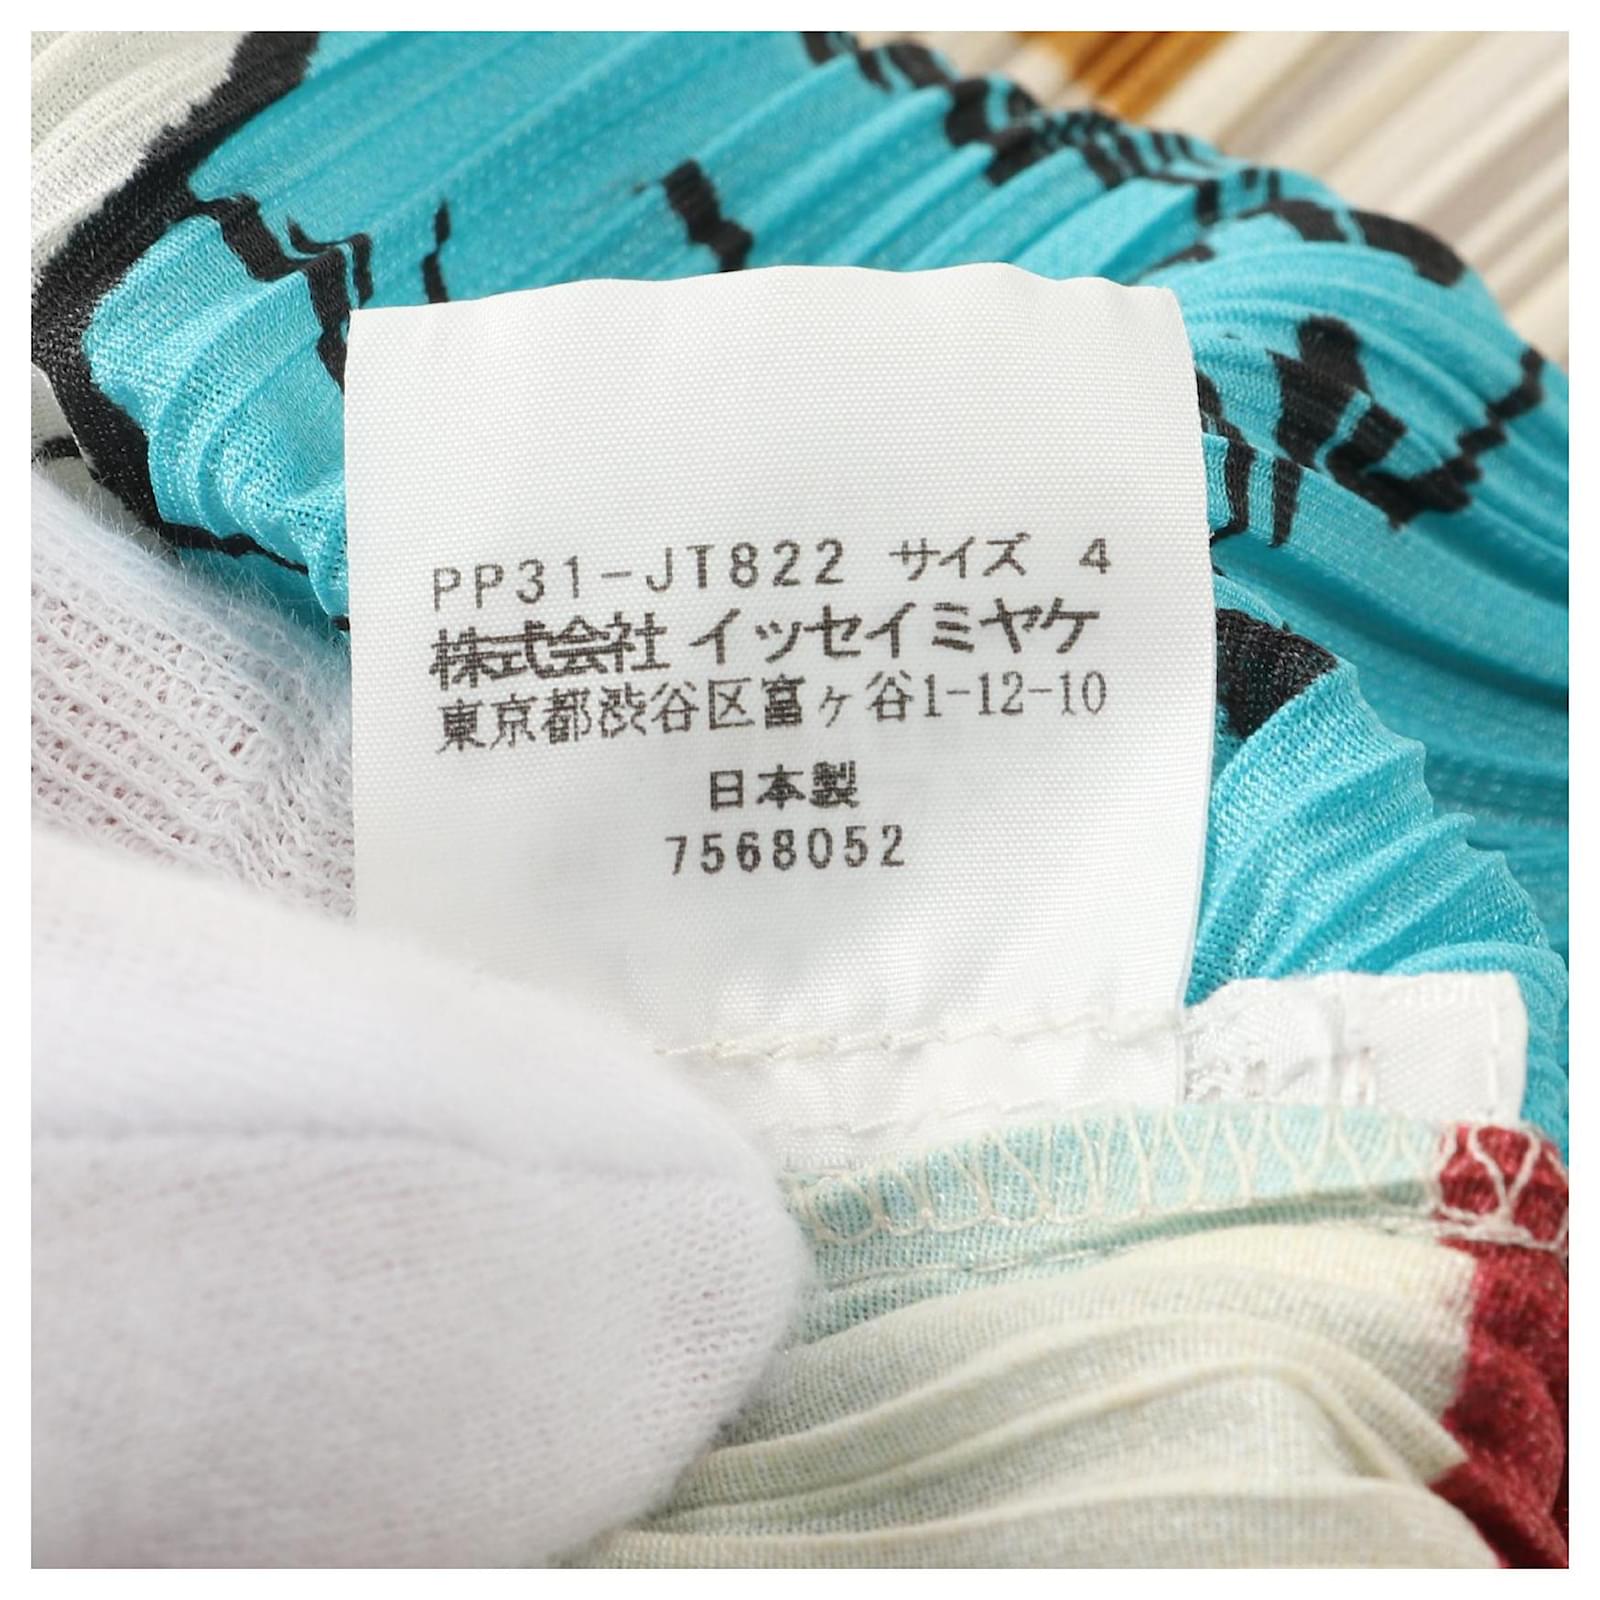 PP31-JT822 サイズ 4
株式会社 イッセイミヤケ
東京都渋谷区富ヶ谷1-12-10
日本製
7568052